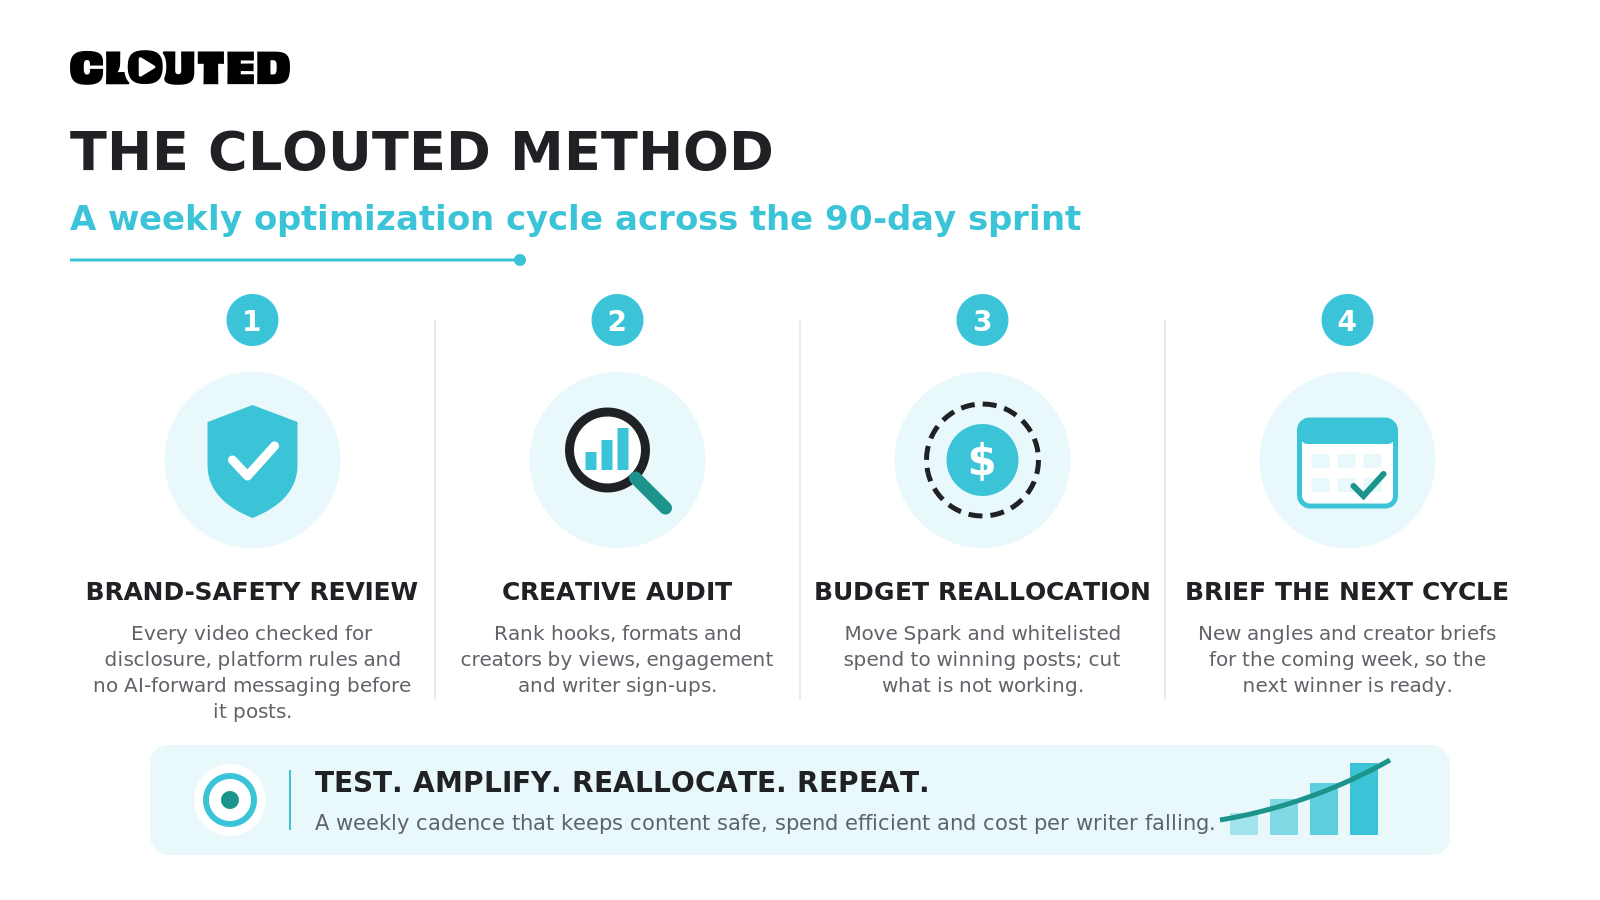 CLOUTED
THE CLOUTED METHOD
A weekly optimization cycle across the 90-day sprint
1
BRAND-SAFETY REVIEW
Every video checked for
disclosure, platform rules and
no AI-forward messaging before
it posts.
2
CREATIVE AUDIT
Rank hooks, formats and
creators by views, engagement
and writer sign-ups.
3
$
BUDGET REALLOCATION
Move Spark and whitelisted
spend to winning posts; cut
what is not working.
4
BRIEF THE NEXT CYCLE
New angles and creator briefs
for the coming week, so the
next winner is ready.
TEST. AMPLIFY. REALLOCATE. REPEAT.
A weekly cadence that keeps content safe, spend efficient and cost per writer falling.